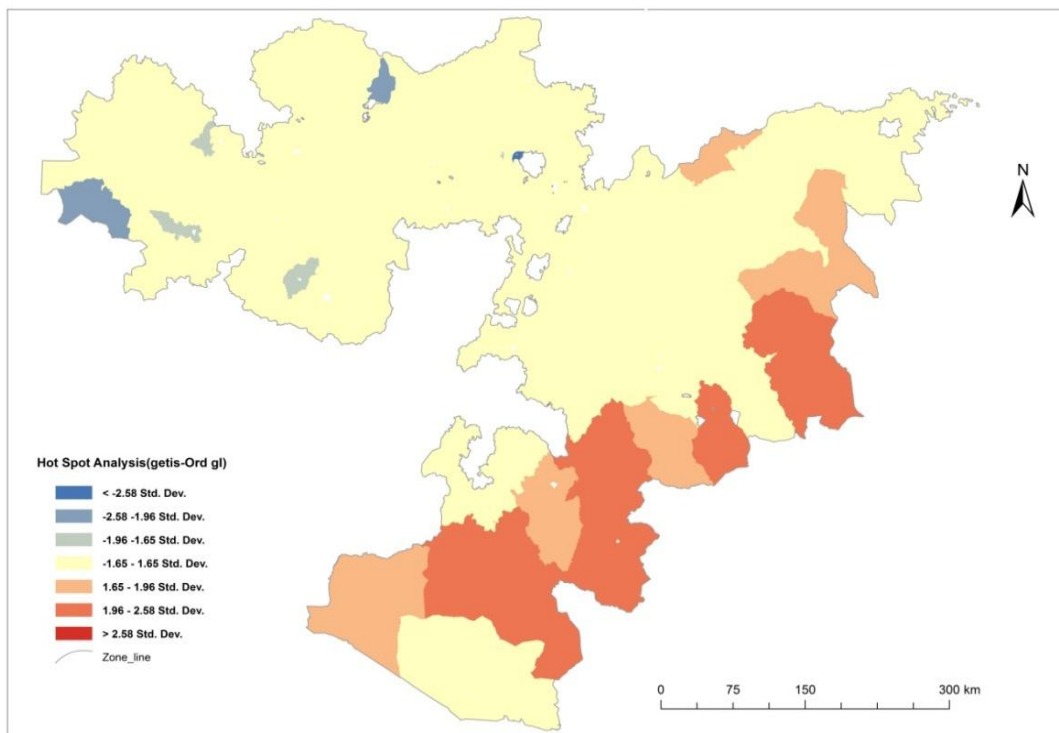 N
Hot Spot Analysis(getis-Ord gI)
< -2.58 Std. Dev.
-2.58 -1.96 Std. Dev.
-1.96 -1.65 Std. Dev.
-1.65 - 1.65 Std. Dev.
1.65 - 1.96 Std. Dev.
1.96 - 2.58 Std. Dev.
> 2.58 Std. Dev.
Zone_line
0 75 150 300 km